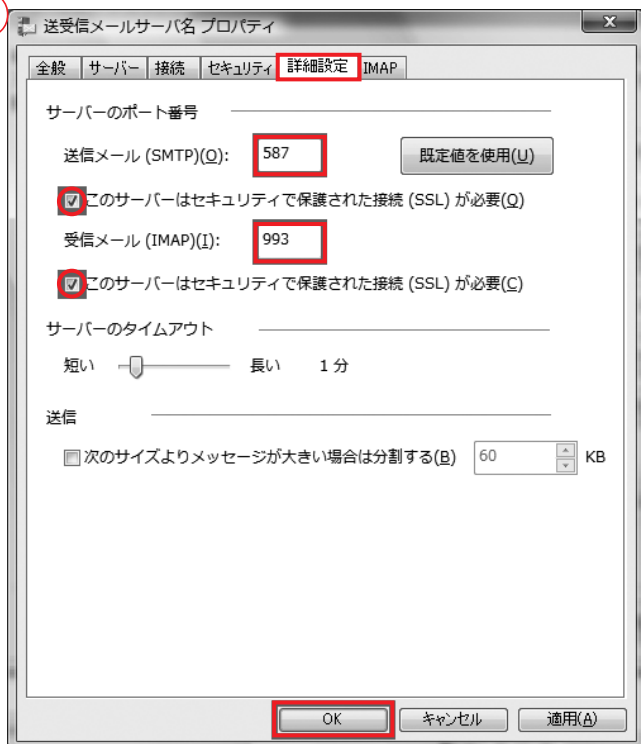 送受信メールサーバ名 プロパティ
全般 サーバー 接続 セキュリティ 詳細設定 IMAP
サーバーのポート番号
送信メール (SMTP)(O): 587 既定値を使用(U)
このサーバーはセキュリティで保護された接続 (SSL) が必要(Q)
受信メール (IMAP)(I): 993
このサーバーはセキュリティで保護された接続 (SSL) が必要(C)
サーバーのタイムアウト
短い 長い 1 分
送信
次のサイズよりメッセージが大きい場合は分割する(B) 60 KB
OK キャンセル 適用(A)